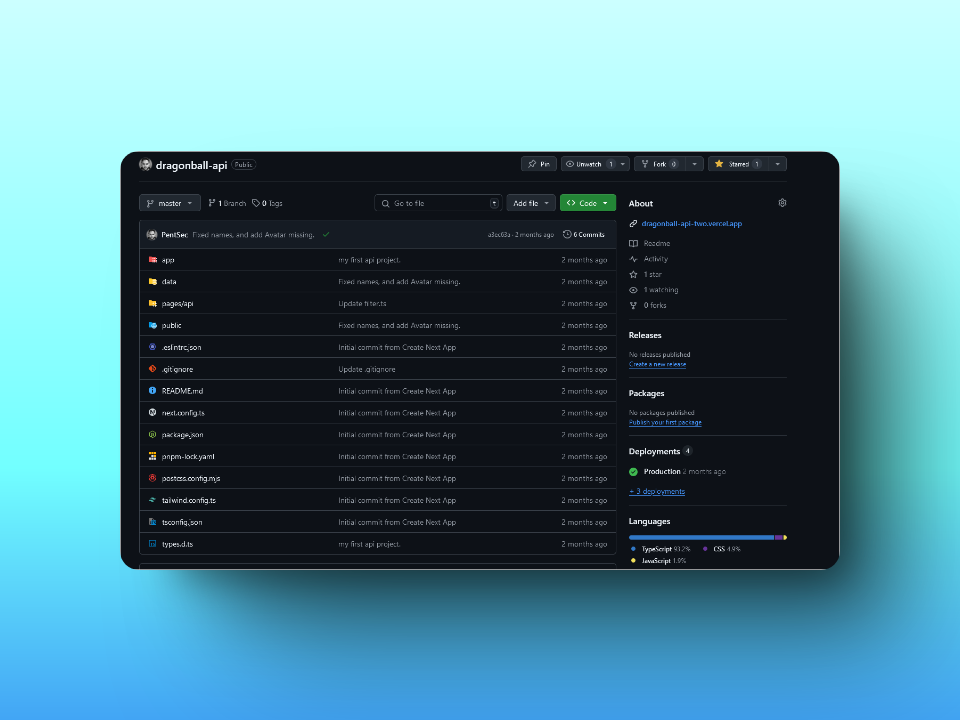 dragonball-api Public
Pin Unwatch 1 Fork 0 Starred 1
master 1 Branch 0 Tags Go to file t Add file Code
PentSec Fixed names, and add Avatar missing. a3ec63a · 2 months ago 6 Commits
app my first api project. 2 months ago
data Fixed names, and add Avatar missing. 2 months ago
pages/api Update filter.ts 2 months ago
public Fixed names, and add Avatar missing. 2 months ago
.eslintrc.json Initial commit from Create Next App 2 months ago
.gitignore Update .gitignore 2 months ago
README.md Initial commit from Create Next App 2 months ago
next.config.ts Initial commit from Create Next App 2 months ago
package.json Initial commit from Create Next App 2 months ago
pnpm-lock.yaml Initial commit from Create Next App 2 months ago
postcss.config.mjs Initial commit from Create Next App 2 months ago
tailwind.config.ts Initial commit from Create Next App 2 months ago
tsconfig.json Initial commit from Create Next App 2 months ago
types.d.ts my first api project. 2 months ago
About
dragonball-api-two.vercel.app
Readme
Activity
1 star
1 watching
0 forks
Releases
No releases published
Create a new release
Packages
No packages published
Publish your first package
Deployments 4
Production 2 months ago
+ 3 deployments
Languages
TypeScript 93.2% CSS 4.9%
JavaScript 1.9%